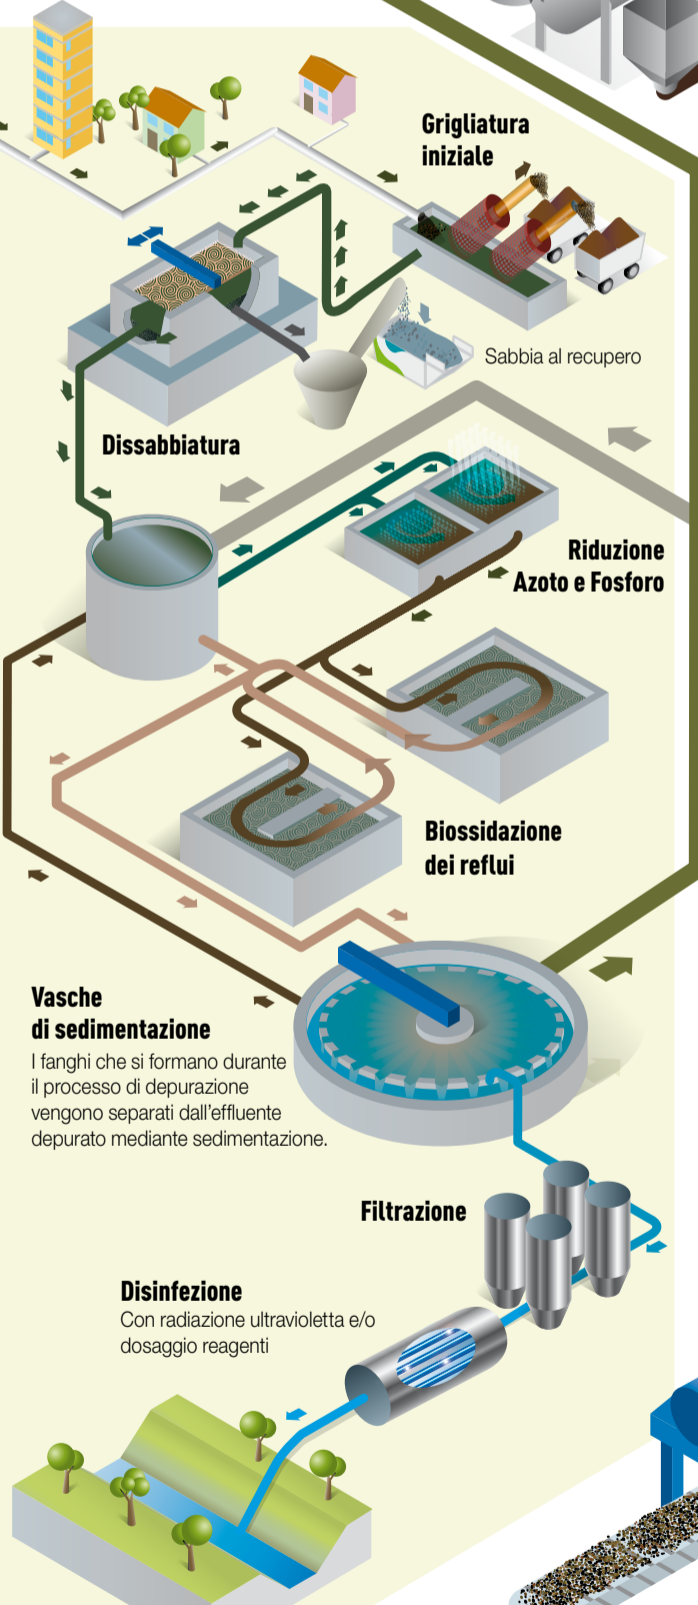 Grigliatura
iniziale
Sabbia al recupero
Dissabbiatura
Riduzione
Azoto e Fosforo
Biossidazione
dei reflui
Vasche
di sedimentazione
I fanghi che si formano durante
il processo di depurazione
vengono separati dall'effluente
depurato mediante sedimentazione.
Filtrazione
Disinfezione
Con radiazione ultravioletta e/o
dosaggio reagenti